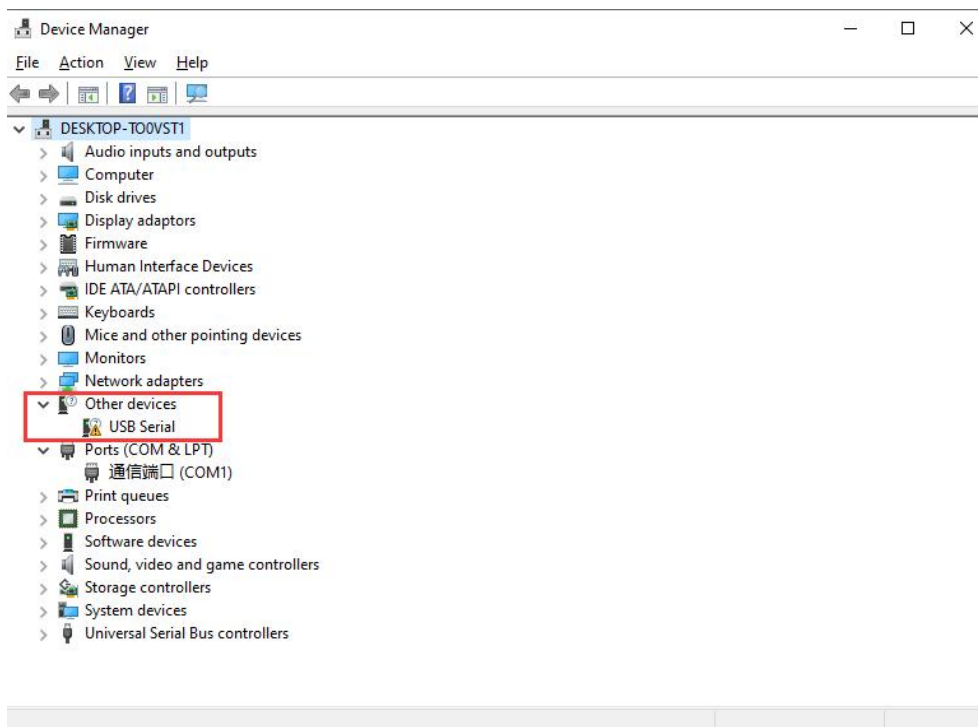 Device Manager
File Action View Help
DESKTOP-TO0VST1
Audio inputs and outputs
Computer
Disk drives
Display adaptors
Firmware
Human Interface Devices
IDE ATA/ATAPI controllers
Keyboards
Mice and other pointing devices
Monitors
Network adapters
Other devices
USB Serial
Ports (COM & LPT)
通信端口 (COM1)
Print queues
Processors
Software devices
Sound, video and game controllers
Storage controllers
System devices
Universal Serial Bus controllers